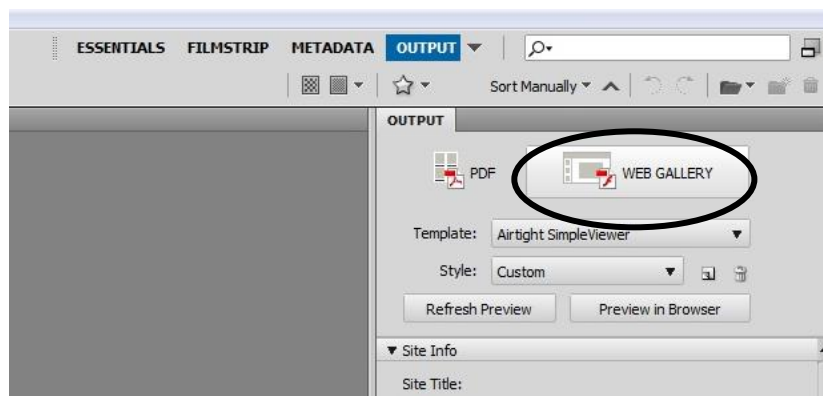 ESSENTIALS FILMSTRIP METADATA OUTPUT
Sort Manually
OUTPUT
PDF WEB GALLERY
Template: Airtight SimpleViewer
Style: Custom
Refresh Preview Preview in Browser
Site Info
Site Title: